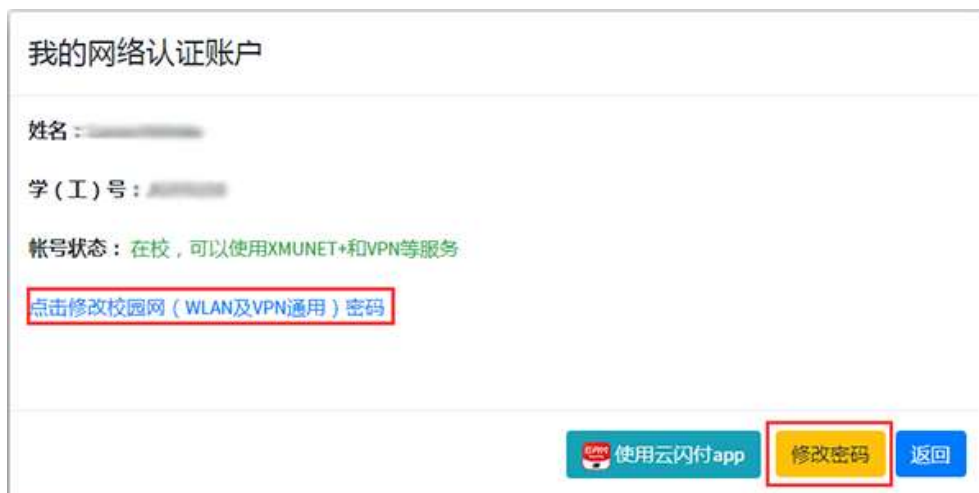 我的网络认证账户
姓名：
学(工)号：
帐号状态：在校，可以使用XMUNET+和VPN等服务
点击修改校园网（WLAN及VPN通用）密码
使用云闪付app 修改密码 返回